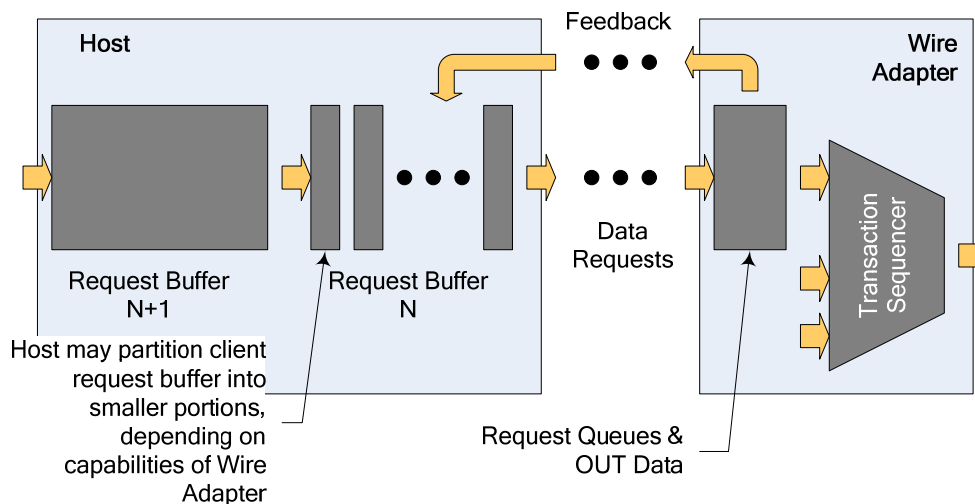 Host
Feedback
Wire
Adapter
Data
Requests
Transaction
Sequencer
Request Buffer
N+1
Request Buffer
N
Host may partition client
request buffer into
smaller portions,
depending on
capabilities of Wire
Adapter
Request Queues &
OUT Data